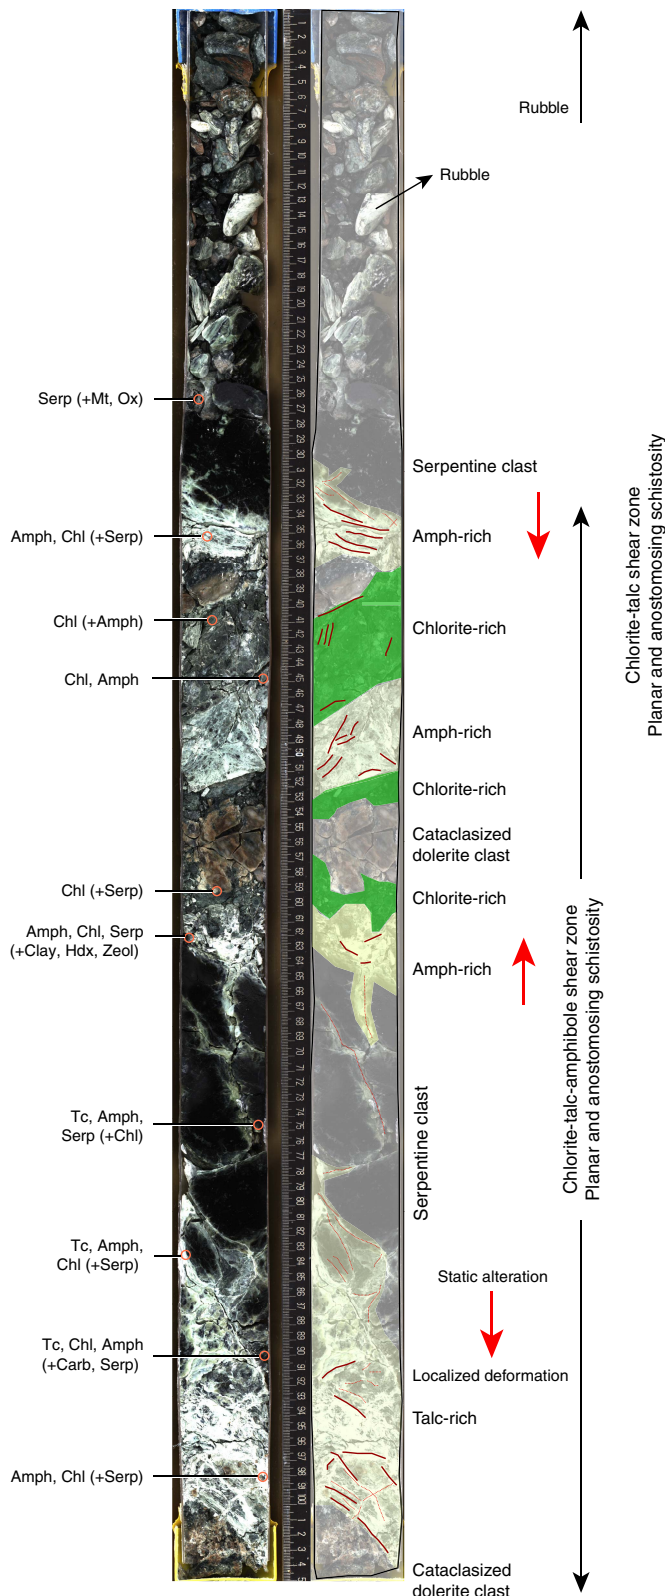 Rubble
Rubble
Serp (+Mt, Ox)
Serpentine clast
Amph, Chl (+Serp)
Amph-rich
Chl (+Amph)
Chlorite-rich
Chl, Amph
Amph-rich
Chlorite-rich
Cataclasized
dolerite clast
Chl (+Serp)
Chlorite-rich
Amph, Chl, Serp
(+Clay, Hdx, Zeol)
Amph-rich
Tc, Amph,
Serp (+Chl)
Serpentine clast
Tc, Amph,
Chl (+Serp)
Static alteration
Tc, Chl, Amph
(+Carb, Serp)
Localized deformation
Talc-rich
Amph, Chl (+Serp)
Cataclasized
dolerite clast
Chlorite-talc shear zone
Planar and anostomosing schistosity
Chlorite-talc-amphibole shear zone
Planar and anostomosing schistosity